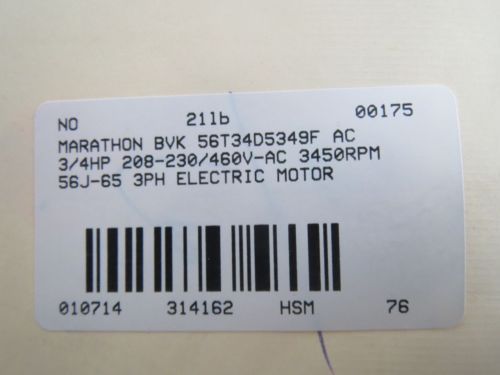 NO 21lb 00175
MARATHON BVK 56T34D5349F AC
3/4HP 208-230/460V-AC 3450RPM
56J-65 3PH ELECTRIC MOTOR
010714 314162 HSM 76